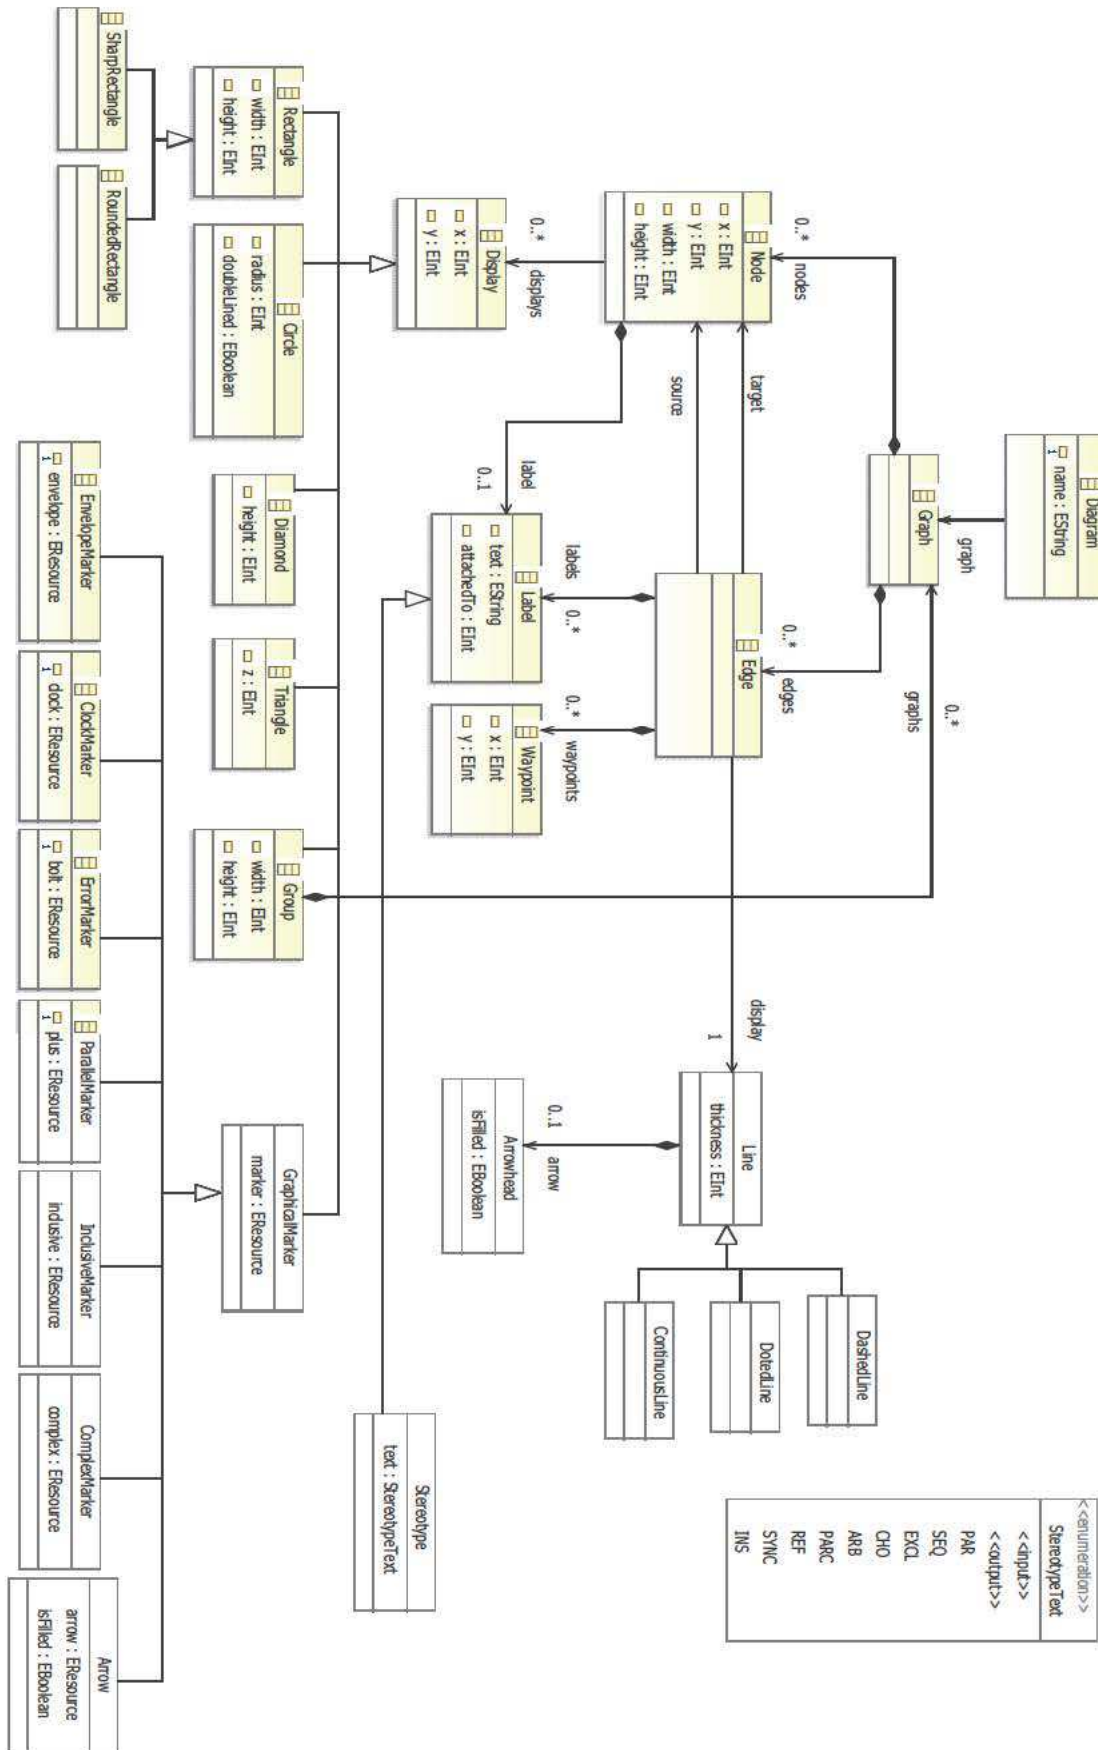 Diagram
name : EString
graph
Graph
0..*
nodes
0..*
edges
0..*
graphs
Node
x : EInt
y : EInt
width : EInt
height : EInt
target
source
Edge
0..*
displays
label
0..1
labels
0..*
0..*
waypoints
display
1
Display
x : EInt
y : EInt
Label
text : EString
attachedTo : EInt
Waypoint
x : EInt
y : EInt
Line
thickness : EInt
DashedLine
DotedLine
ContinuousLine
0..1
arrow
Arrowhead
isFilled : EBoolean
<<enumeration>>
StereotypeText
<<input>>
<<output>>
PAR
SEQ
EXCL
CHO
ARB
PARC
REF
SYNC
INS
Stereotype
text : StereotypeText
Rectangle
width : EInt
height : EInt
Circle
radius : EInt
doubleLined : EBoolean
Diamond
height : EInt
Triangle
z : EInt
Group
width : EInt
height : EInt
GraphicalMarker
marker : EResource
SharpRectangle
RoundedRectangle
EnvelopeMarker
envelope : EResource
ClockMarker
clock : EResource
ErrorMarker
bolt : EResource
ParallelMarker
plus : EResource
InclusiveMarker
inclusive : EResource
ComplexMarker
complex : EResource
Arrow
arrow : EResource
isFilled : EBoolean